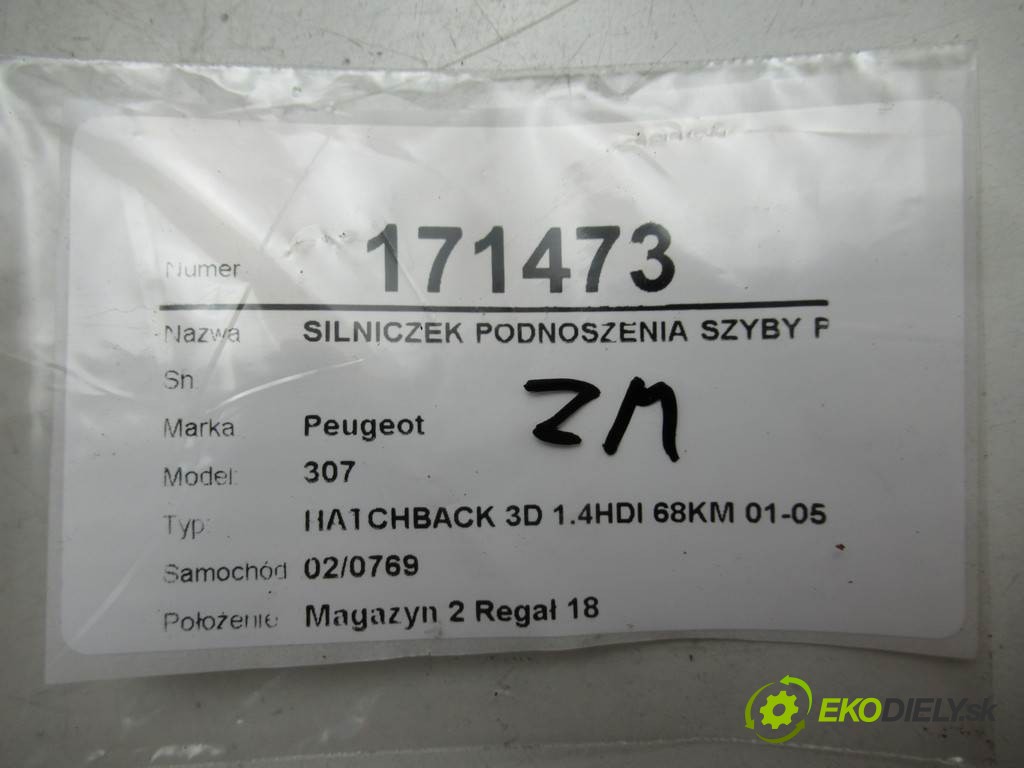 Numer 171473
Nazwa SILNICZEK PODNOSZENIA SZYBY P
Sn
Marka Peugeot
ZM
Model: 307
Typ: HATCHBACK 3D 1.4HDI 68KM 01-05
Samochód 02/0769
Położenie Magazyn 2 Regał 18
EKODIELY.sk